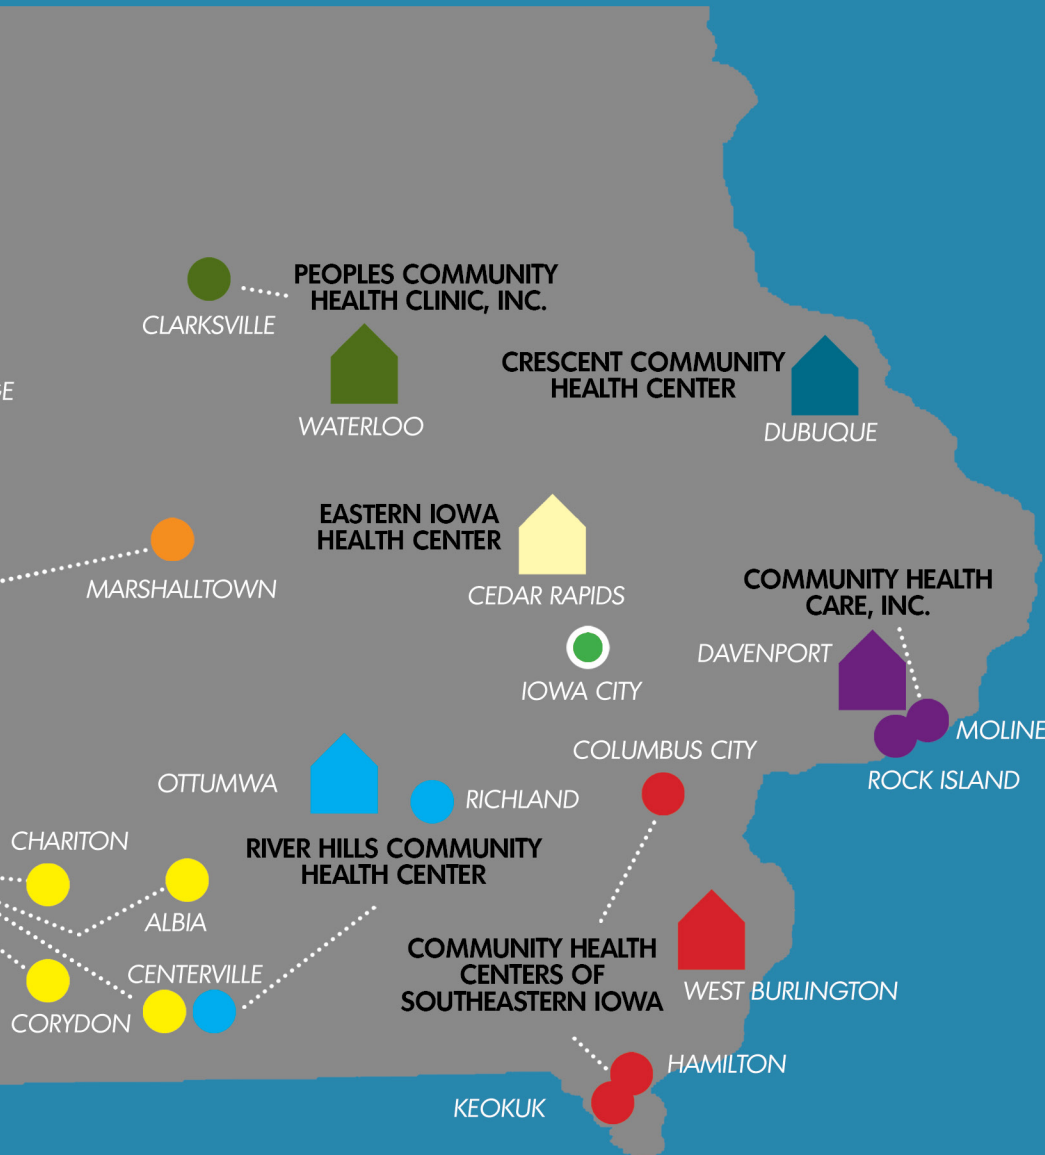 PEOPLES COMMUNITY
HEALTH CLINIC, INC.
CLARKSVILLE
CRESCENT COMMUNITY
HEALTH CENTER
WATERLOO
DUBUQUE
EASTERN IOWA
HEALTH CENTER
MARSHALLTOWN
CEDAR RAPIDS
COMMUNITY HEALTH
CARE, INC.
DAVENPORT
IOWA CITY
MOLINE
COLUMBUS CITY
ROCK ISLAND
OTTUMWA
RICHLAND
CHARITON
RIVER HILLS COMMUNITY
HEALTH CENTER
ALBIA
COMMUNITY HEALTH
CENTERS OF
SOUTHEASTERN IOWA
CENTERVILLE
WEST BURLINGTON
CORYDON
HAMILTON
KEOKUK